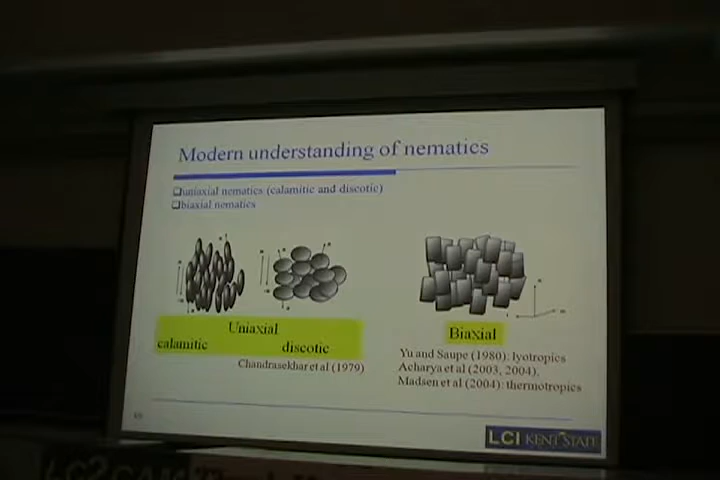 Modern understanding of nematics
❑uniaxial nematics (calamitic and discotic)
❑biaxial nematics
Uniaxial
calamitic discotic
Chandrasekhar et al (1979)
Biaxial
Yu and Saupe (1980): lyotropics
Acharya et al (2003, 2004),
Madsen et al (2004): thermotropics
LCI KENT STATE